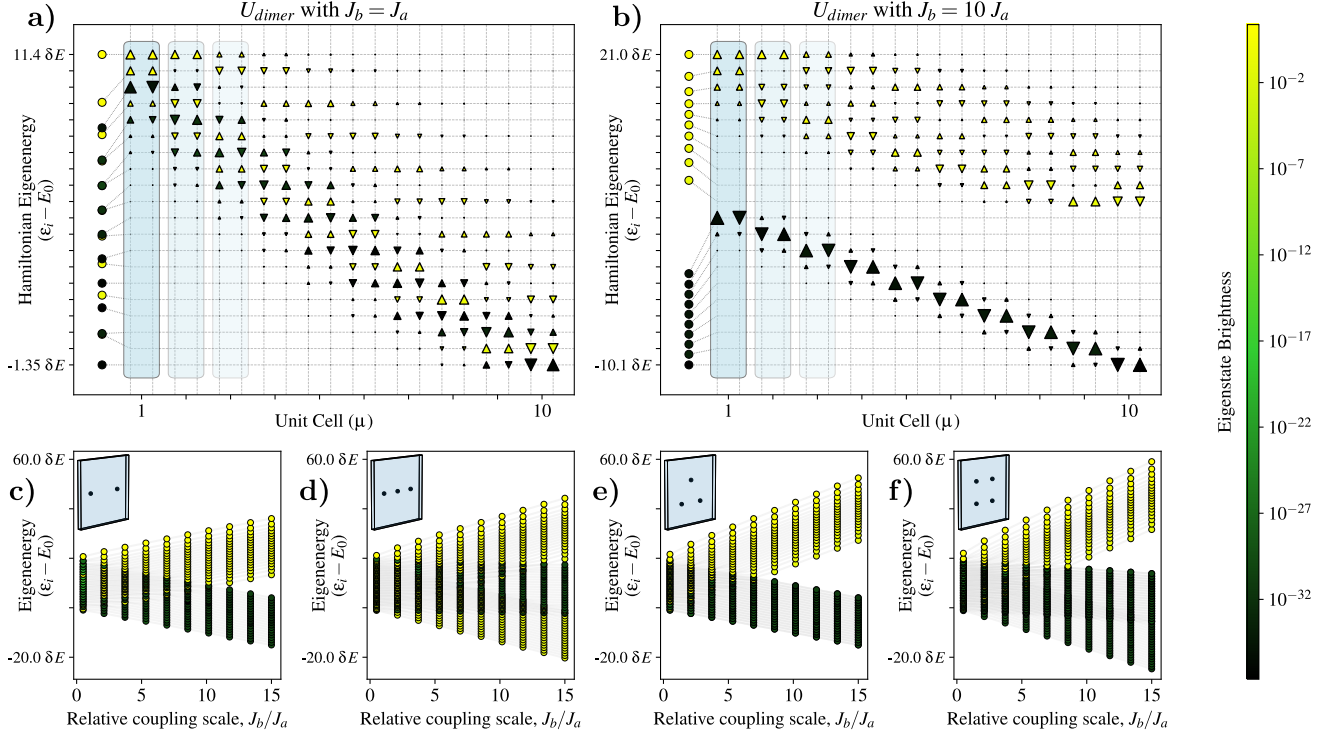 a)
U_dimer with J_b = J_a
11.4 δE
-1.35 δE
Hamiltonian Eigenenergy
(ε_i − E_0)
1
10
Unit Cell (μ)
b)
U_dimer with J_b = 10 J_a
21.0 δE
-10.1 δE
Hamiltonian Eigenenergy
(ε_i − E_0)
1
10
Unit Cell (μ)
10^−2
10^−7
10^−12
10^−17
10^−22
10^−27
10^−32
Eigenstate Brightness
c)
60.0 δE
-20.0 δE
Eigenenergy
(ε_i − E_0)
0 5 10 15
Relative coupling scale, J_b/J_a
d)
60.0 δE
-20.0 δE
Eigenenergy
(ε_i − E_0)
0 5 10 15
Relative coupling scale, J_b/J_a
e)
60.0 δE
-20.0 δE
Eigenenergy
(ε_i − E_0)
0 5 10 15
Relative coupling scale, J_b/J_a
f)
60.0 δE
-20.0 δE
Eigenenergy
(ε_i − E_0)
0 5 10 15
Relative coupling scale, J_b/J_a